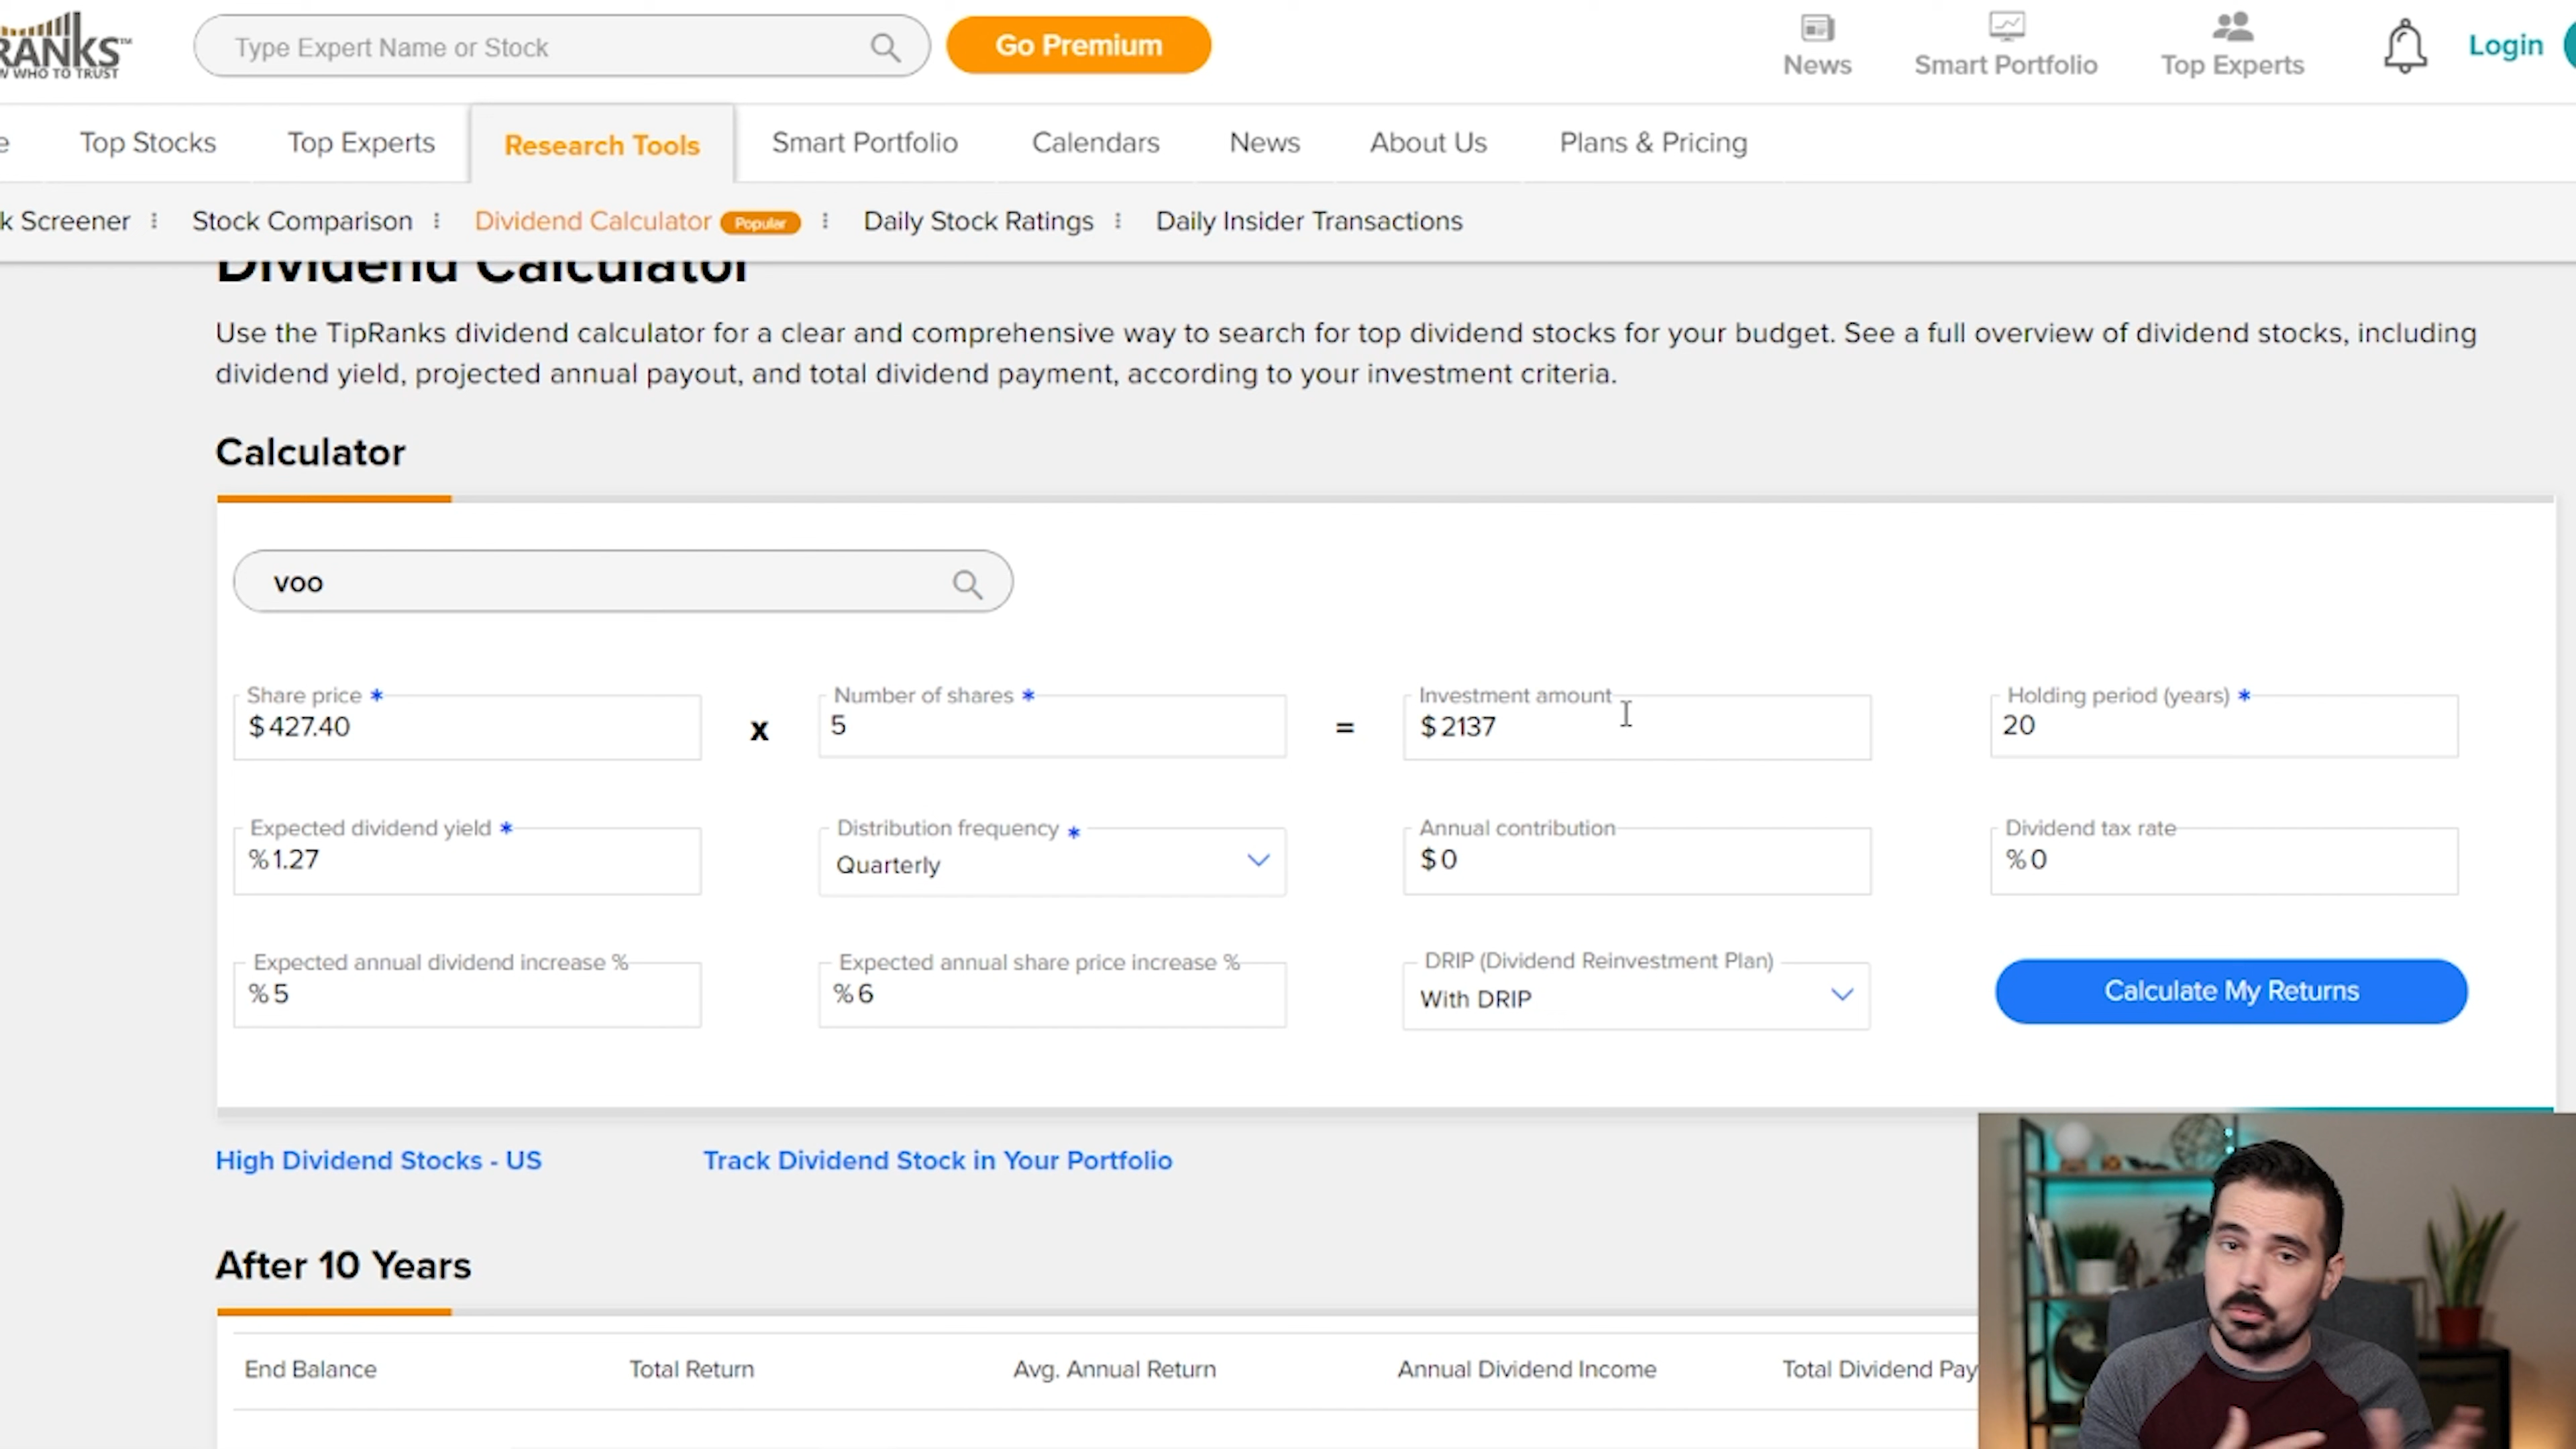 RANKS™
W WHO TO TRUST
Type Expert Name or Stock
Go Premium
News
Smart Portfolio
Top Experts
Login
e
Top Stocks
Top Experts
Research Tools
Smart Portfolio
Calendars
News
About Us
Plans & Pricing
k Screener
Stock Comparison
Dividend Calculator Popular
Daily Stock Ratings
Daily Insider Transactions
Dividend Calculator
Use the TipRanks dividend calculator for a clear and comprehensive way to search for top dividend stocks for your budget. See a full overview of dividend stocks, including
dividend yield, projected annual payout, and total dividend payment, according to your investment criteria.
Calculator
voo
Share price *
$ 427.40
x
Number of shares *
5
=
Investment amount
$ 2137
Holding period (years) *
20
Expected dividend yield *
% 1.27
Distribution frequency *
Quarterly
Annual contribution
$ 0
Dividend tax rate
% 0
Expected annual dividend increase %
% 5
Expected annual share price increase %
% 6
DRIP (Dividend Reinvestment Plan)
With DRIP
Calculate My Returns
High Dividend Stocks - US
Track Dividend Stock in Your Portfolio
After 10 Years
End Balance
Total Return
Avg. Annual Return
Annual Dividend Income
Total Dividend Pay